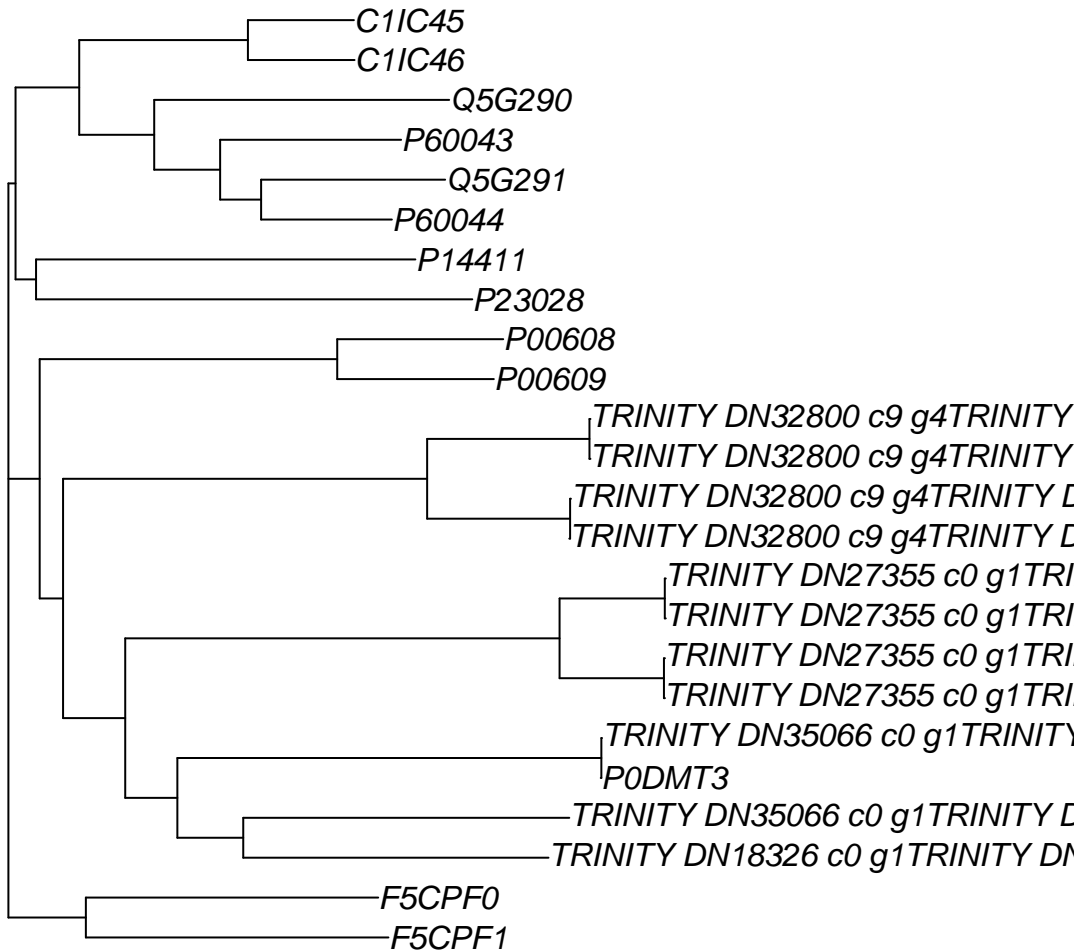 C1IC45
C1IC46
Q5G290
P60043
Q5G291
P60044
P14411
P23028
P00608
P00609
TRINITY DN32800 c9 g4TRINITY
TRINITY DN32800 c9 g4TRINITY
TRINITY DN32800 c9 g4TRINITY D
TRINITY DN32800 c9 g4TRINITY D
TRINITY DN27355 c0 g1TRI
TRINITY DN27355 c0 g1TRI
TRINITY DN27355 c0 g1TRI
TRINITY DN27355 c0 g1TRI
TRINITY DN35066 c0 g1TRINITY
P0DMT3
TRINITY DN35066 c0 g1TRINITY D
TRINITY DN18326 c0 g1TRINITY DN
F5CPF0
F5CPF1